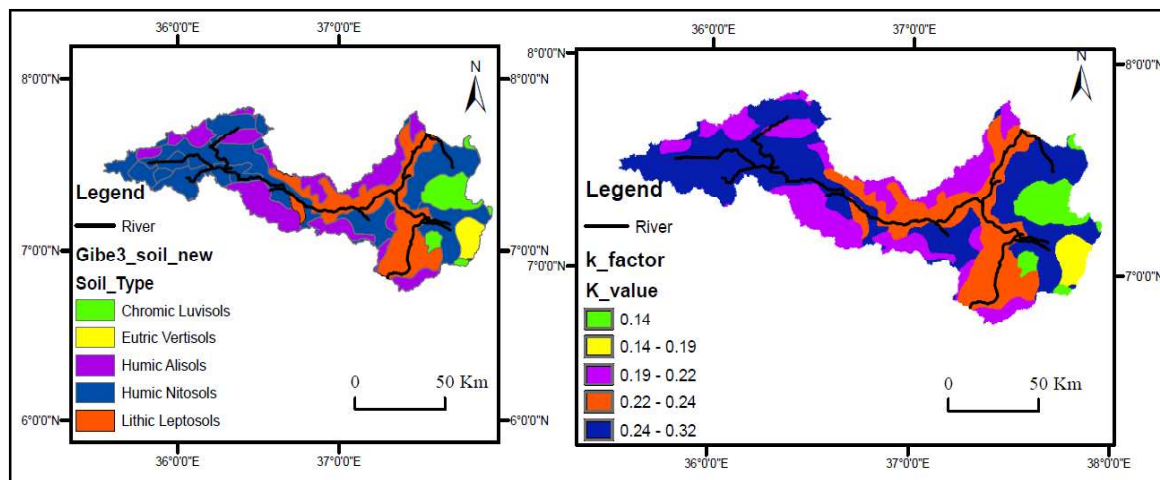 36°0'0"E 37°0'0"E
8°0'0"N
N
Legend
River
7°0'0"N
Gibe3_soil_new
Soil_Type
Chromic Luvisols
Eutric Vertisols
Humic Alisols
Humic Nitosols
Lithic Leptosols
0 50 Km
6°0'0"N
36°0'0"E 37°0'0"E
36°0'0"E 37°0'0"E
8°0'0"N 8°0'0"N
N
Legend
River
7°0'0"N 7°0'0"N
k_factor
K_value
0.14
0.14 - 0.19
0.19 - 0.22
0.22 - 0.24
0.24 - 0.32
0 50 Km
6°0'0"N 6°0'0"N
36°0'0"E 37°0'0"E 38°0'0"E